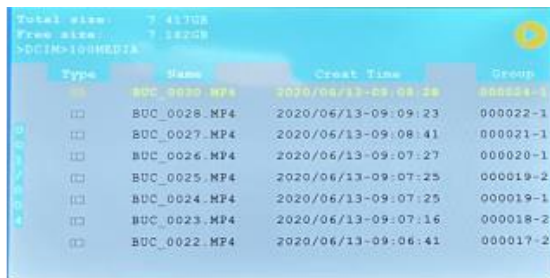 Total size: 7.417GB
Free size: 7.182GB
>DCIM>100MEDIA
Type Name Creat Time Group
BUC_0030.MP4 2020/06/13-09:09:28 000024-1
BUC_0028.MP4 2020/06/13-09:09:23 000022-1
BUC_0027.MP4 2020/06/13-09:08:41 000021-1
BUC_0026.MP4 2020/06/13-09:07:27 000020-1
BUC_0025.MP4 2020/06/13-09:07:25 000019-2
BUC_0024.MP4 2020/06/13-09:07:25 000019-1
BUC_0023.MP4 2020/06/13-09:07:16 000018-2
BUC_0022.MP4 2020/06/13-09:06:41 000017-2